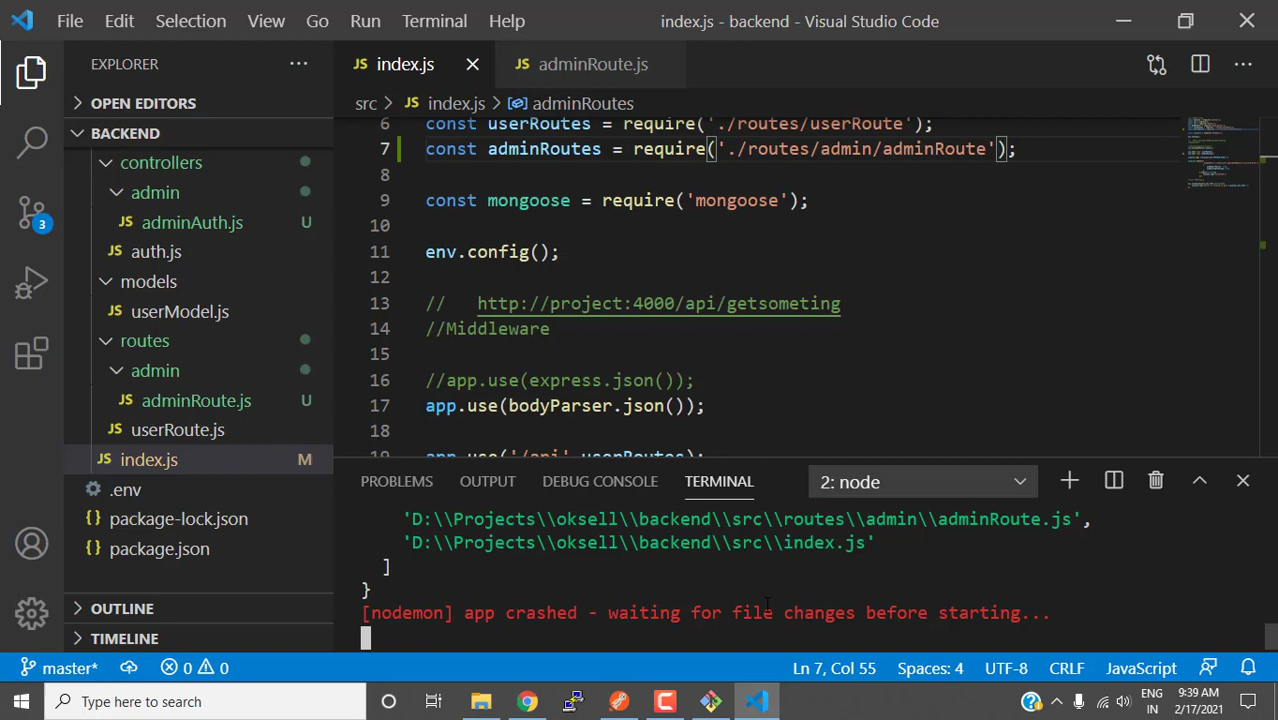 File Edit Selection View Go Run Terminal Help index.js - backend - Visual Studio Code
EXPLORER
OPEN EDITORS
BACKEND
controllers
admin
adminAuth.js U
auth.js
models
userModel.js
routes
admin
adminRoute.js U
userRoute.js
index.js M
.env
package-lock.json
package.json
OUTLINE
TIMELINE
3
JS index.js
JS adminRoute.js
src > JS index.js > adminRoutes
6 const userRoutes = require('./routes/userRoute');
7 const adminRoutes = require('./routes/admin/adminRoute');
8
9 const mongoose = require('mongoose');
10
11 env.config();
12
13 // http://project:4000/api/getsometing
14 //Middleware
15
16 //app.use(express.json());
17 app.use(bodyParser.json());
18
19 app.use('/api',userRoutes);
PROBLEMS OUTPUT DEBUG CONSOLE TERMINAL 2: node
'D:\\Projects\\oksell\\backend\\src\\routes\\admin\\adminRoute.js',
'D:\\Projects\\oksell\\backend\\src\\index.js'
]
}
[nodemon] app crashed - waiting for file changes before starting...
master* 0 0 Ln 7, Col 55 Spaces: 4 UTF-8 CRLF JavaScript
Type here to search
ENG
IN
9:39 AM
2/17/2021